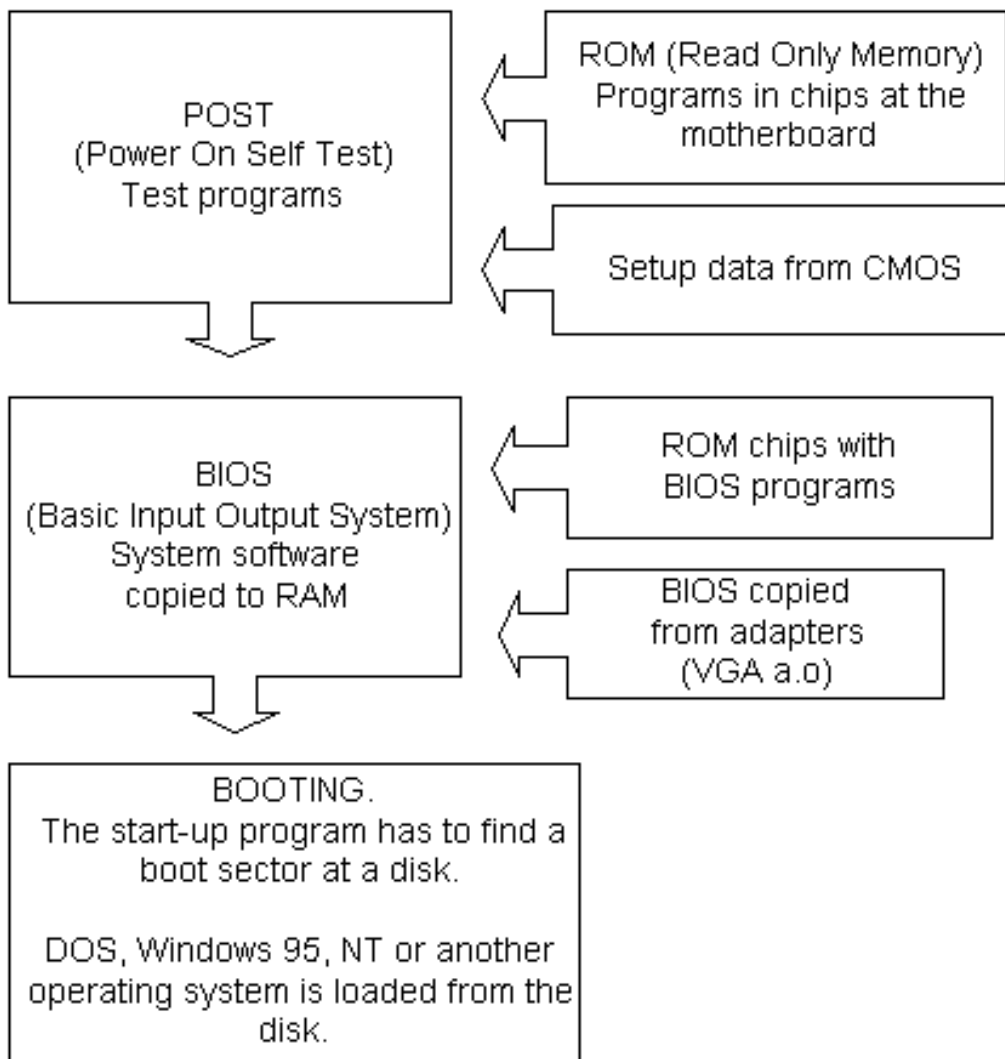 POST
(Power On Self Test)
Test programs
ROM (Read Only Memory)
Programs in chips at the
motherboard
Setup data from CMOS
BIOS
(Basic Input Output System)
System software
copied to RAM
ROM chips with
BIOS programs
BIOS copied
from adapters
(VGA a.o)
BOOTING.
The start-up program has to find a
boot sector at a disk.
DOS, Windows 95, NT or another
operating system is loaded from the
disk.